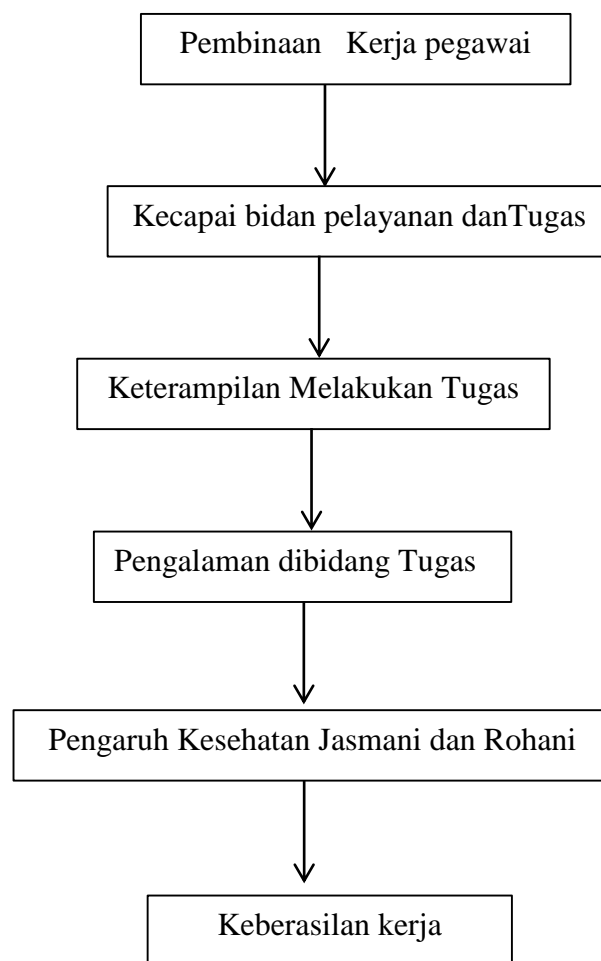 Pembinaan Kerja pegawai
Kecapai bidan pelayanan danTugas
Keterampilan Melakukan Tugas
Pengalaman dibidang Tugas
Pengaruh Kesehatan Jasmani dan Rohani
Keberasilan kerja